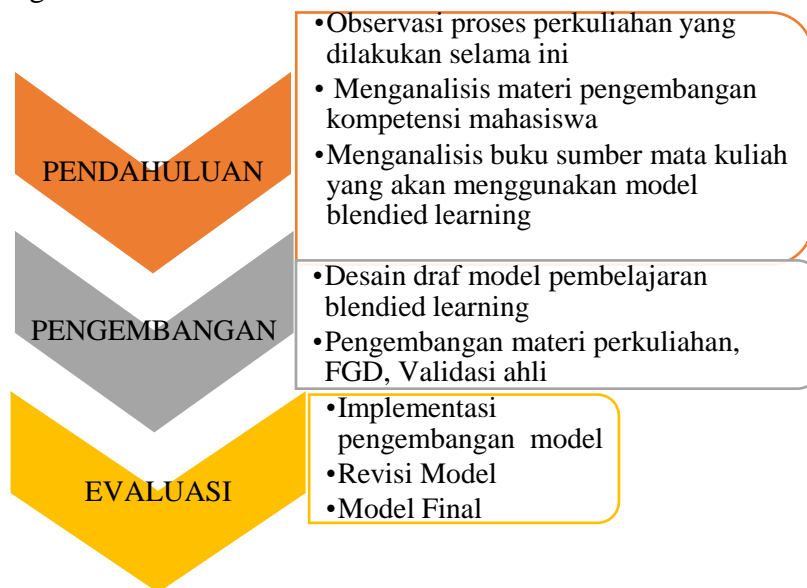 •Observasi proses perkuliahan yang
dilakukan selama ini
• Menganalisis materi pengembangan
kompetensi mahasiswa
•Menganalisis buku sumber mata kuliah
yang akan menggunakan model
blendied learning
PENDAHULUAN
•Desain draf model pembelajaran
blendied learning
•Pengembangan materi perkuliahan,
FGD, Validasi ahli
PENGEMBANGAN
•Implementasi
pengembangan model
•Revisi Model
•Model Final
EVALUASI